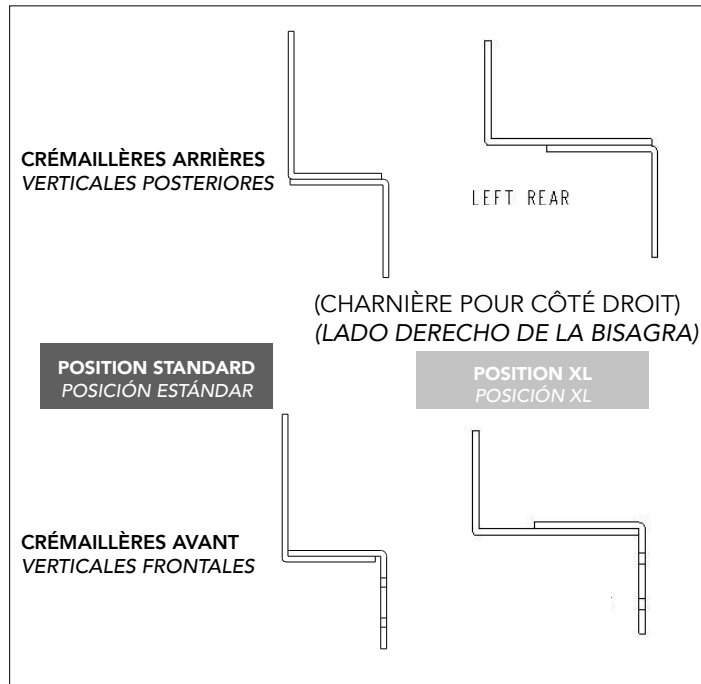 CRÉMAILLÈRES ARRIÈRES
VERTICALES POSTERIORES
LEFT REAR
(CHARNIÈRE POUR CÔTÉ DROIT)
(LADO DERECHO DE LA BISAGRA)
POSITION STANDARD
POSICIÓN ESTÁNDAR
POSITION XL
POSICIÓN XL
CRÉMAILLÈRES AVANT
VERTICALES FRONTALES